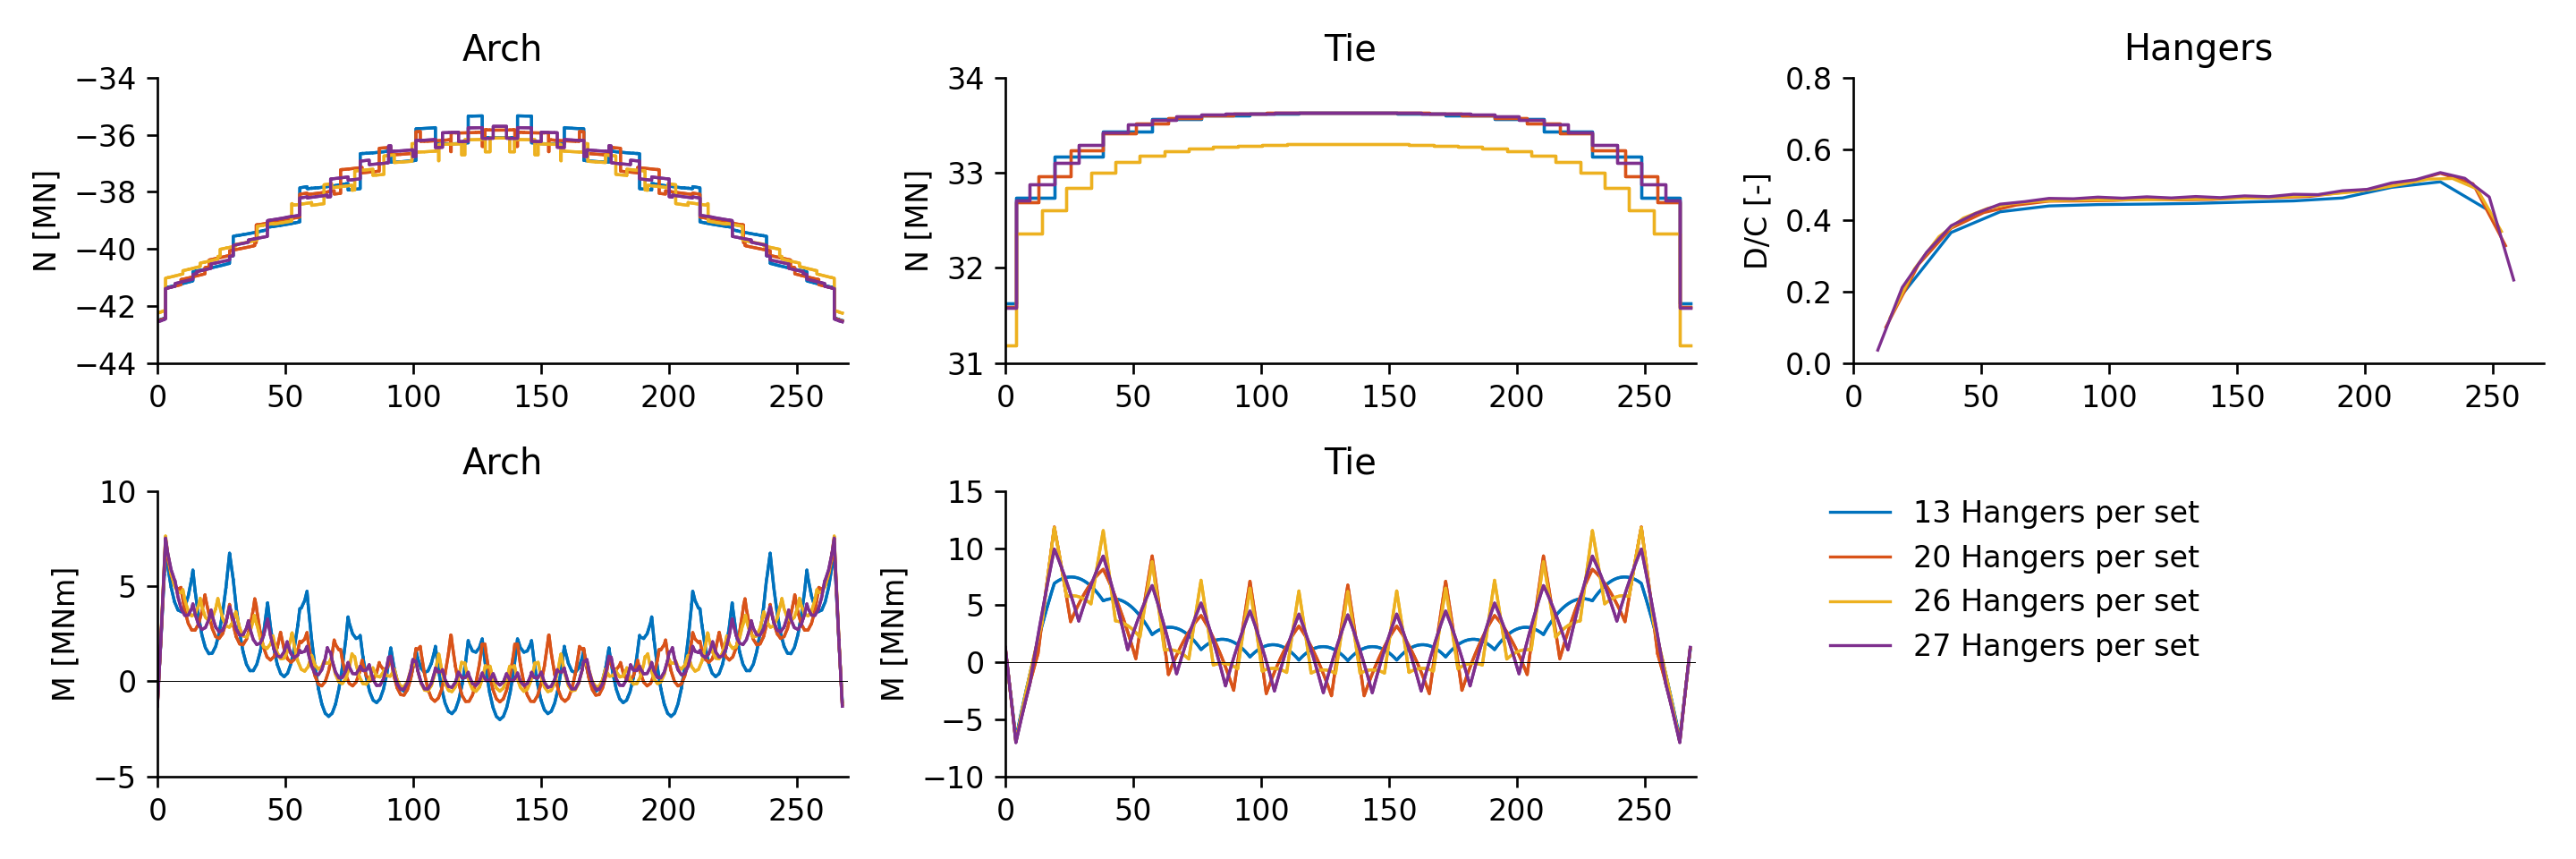 Arch
N [MN]
−34
−36
−38
−40
−42
−44
0 50 100 150 200 250
Tie
N [MN]
34
33
32
31
0 50 100 150 200 250
Hangers
D/C [-]
0.8
0.6
0.4
0.2
0.0
0 50 100 150 200 250
Arch
M [MNm]
10
5
0
−5
0 50 100 150 200 250
Tie
M [MNm]
15
10
5
0
−5
−10
0 50 100 150 200 250
13 Hangers per set
20 Hangers per set
26 Hangers per set
27 Hangers per set